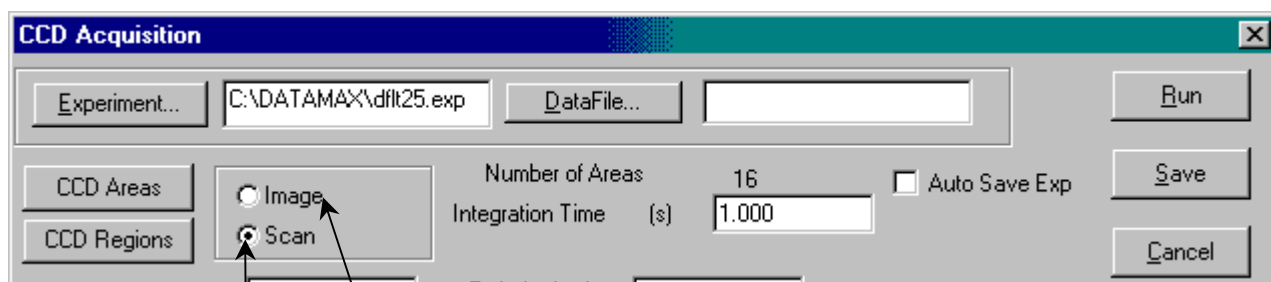 CCD Acquisition
Experiment... C:\DATAMAX\dflt25.exp DataFile... Run
CCD Areas Image Number of Areas 16 Auto Save Exp Save
CCD Regions Scan Integration Time (s) 1.000 Cancel